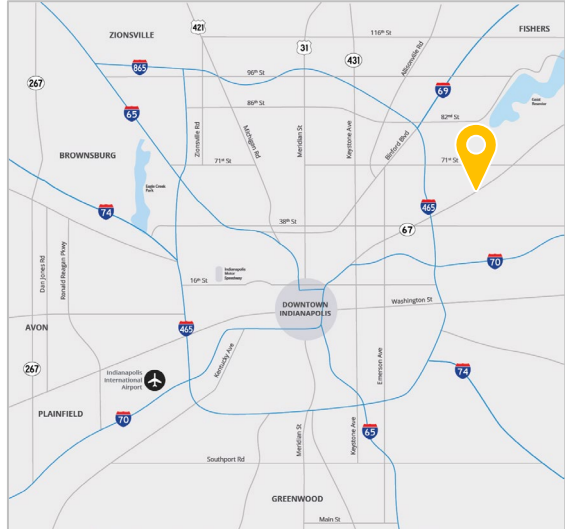 ZIONSVILLE
421
31
116th St
Allisonville Rd
FISHERS
431
267
865
96th St
69
65
86th St
82nd St
Geist
Reservoir
Zionsville Rd
Michigan Rd
Meridian St
Keystone Ave
Binford Blvd
BROWNSBURG
71st St
71st St
Eagle Creek
Park
74
465
38th St
67
70
Dan Jones Rd
Ronald Reagan Pkwy
Indianapolis
Motor
Speedway
16th St
DOWNTOWN
INDIANAPOLIS
Washington St
AVON
465
Kentucky Ave
Emerson Ave
267
Indianapolis
International
Airport
74
PLAINFIELD
70
Meridian St
Keystone Ave
65
Southport Rd
GREENWOOD
Main St